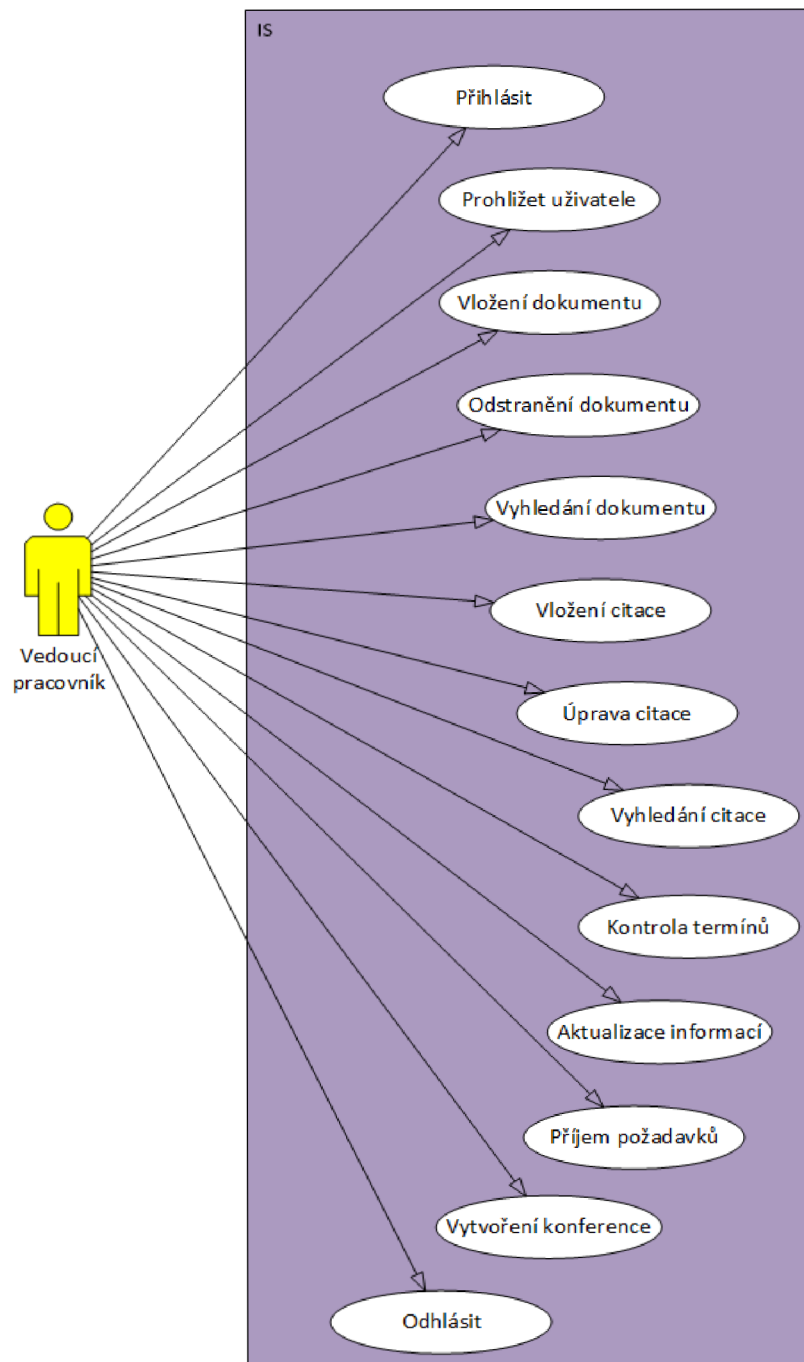 IS
Přihlásit
Prohližet uživatele
Vložení dokumentu
Odstranění dokumentu
Vyhledání dokumentu
Vložení citace
Vedoucí
pracovník
Úprava citace
Vyhledání citace
Kontrola termínů
Aktualizace informací
Příjem požadavků
Vytvoření konference
Odhlásit